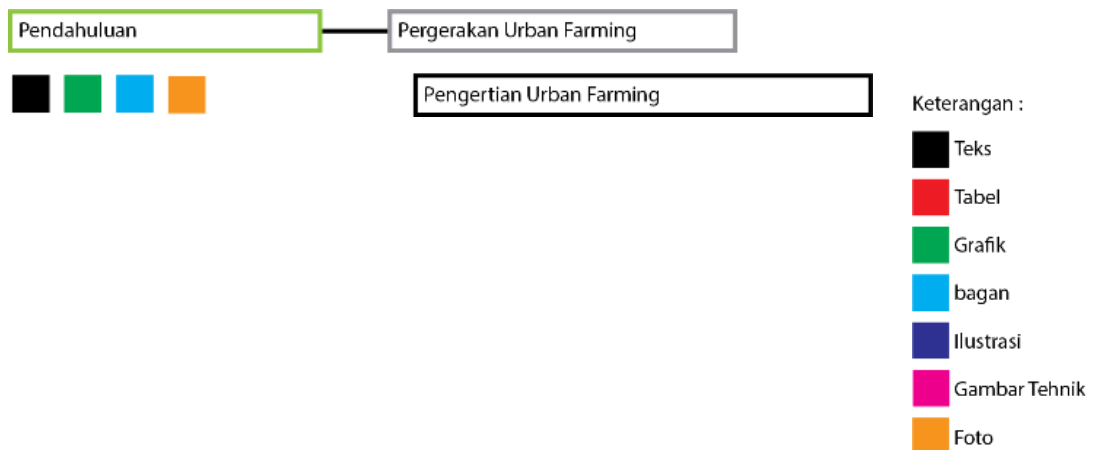 Pendahuluan
Pergerakan Urban Farming
Pengertian Urban Farming
Keterangan :
Teks
Tabel
Grafik
bagan
Ilustrasi
Gambar Tehnik
Foto